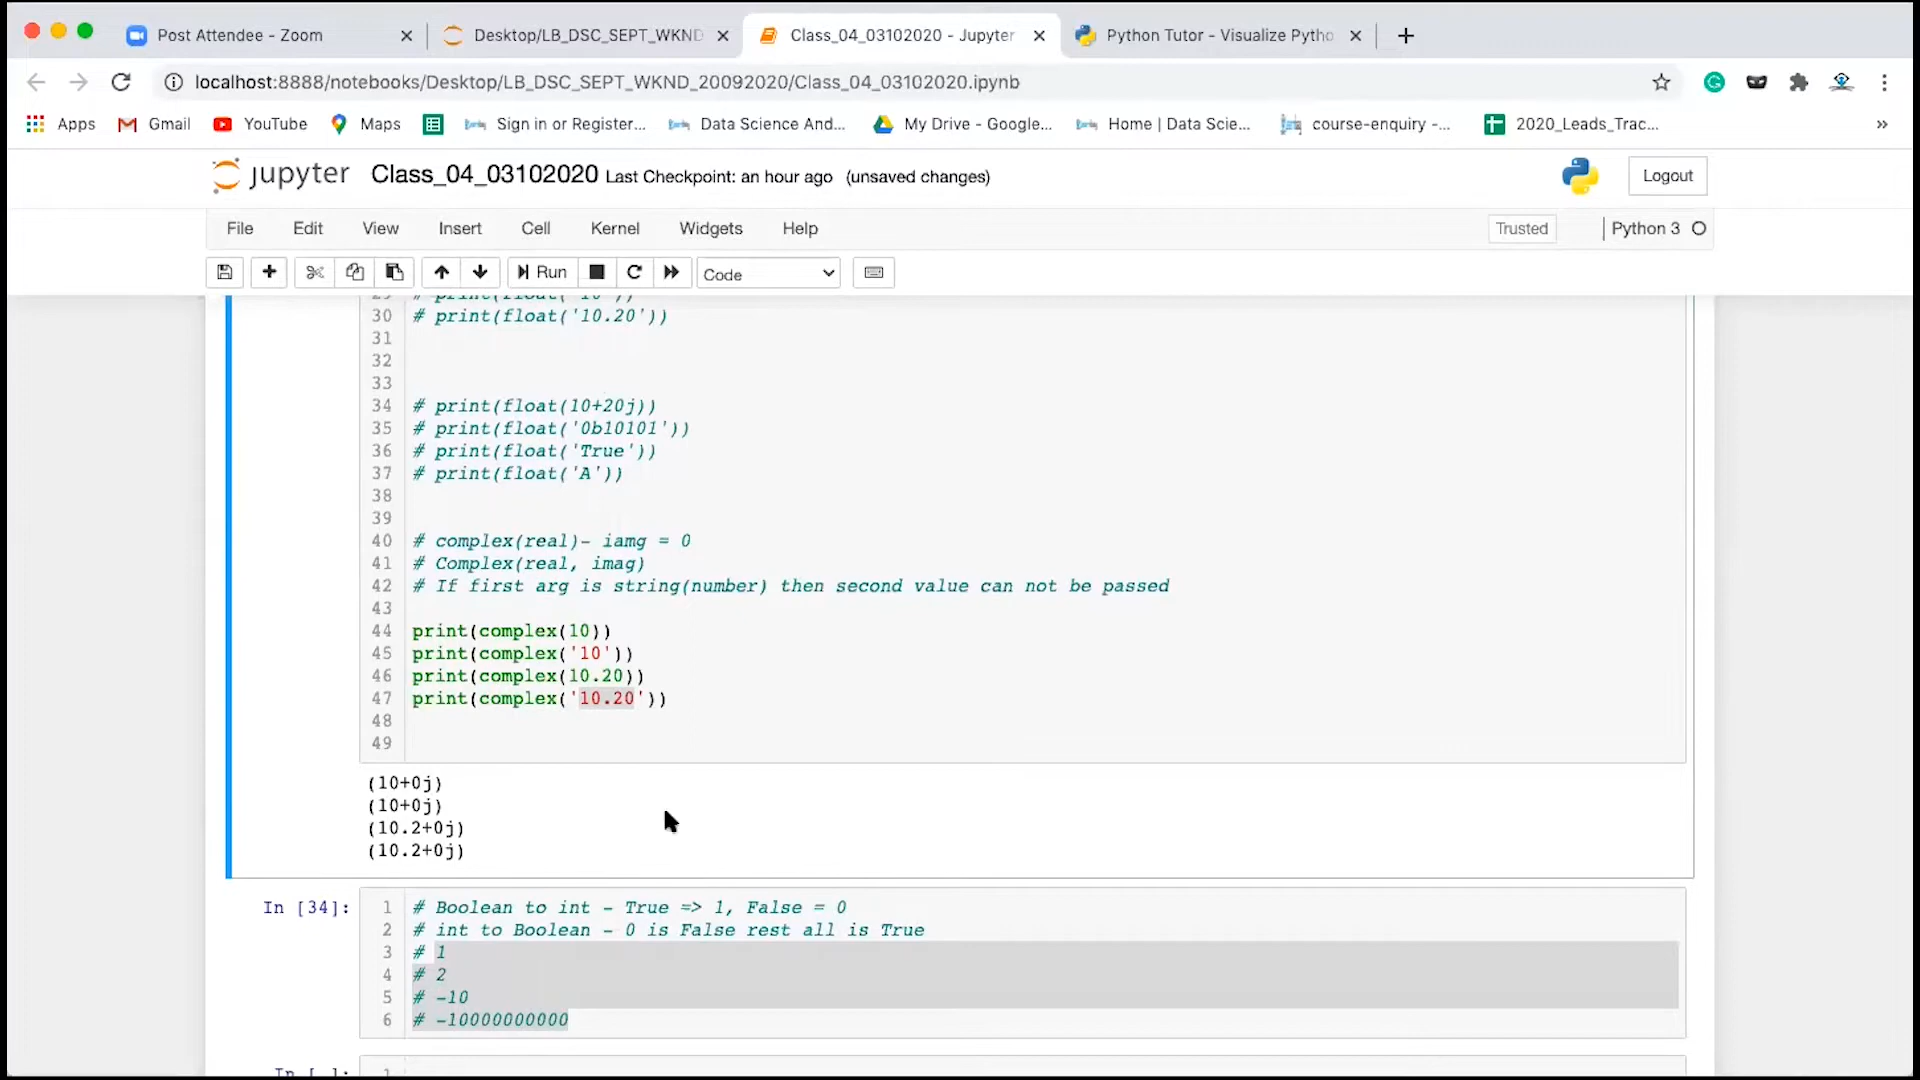 Post Attendee - Zoom
Desktop/LB_DSC_SEPT_WKND
Class_04_03102020 - Jupyter
Python Tutor - Visualize Pytho
localhost:8888/notebooks/Desktop/LB_DSC_SEPT_WKND_20092020/Class_04_03102020.ipynb
Apps Gmail YouTube Maps Sign in or Register... Data Science And... My Drive - Google... Home | Data Scie... course-enquiry -... 2020_Leads_Trac... »
jupyter Class_04_03102020 Last Checkpoint: an hour ago (unsaved changes) Logout
File Edit View Insert Cell Kernel Widgets Help Trusted Python 3
Run Code
29 # print(float('10'))
30 # print(float('10.20'))
31
32
33
34 # print(float(10+20j))
35 # print(float('0b10101'))
36 # print(float('True'))
37 # print(float('A'))
38
39
40 # complex(real)- iamg = 0
41 # Complex(real, imag)
42 # If first arg is string(number) then second value can not be passed
43
44 print(complex(10))
45 print(complex('10'))
46 print(complex(10.20))
47 print(complex('10.20'))
48
49
(10+0j)
(10+0j)
(10.2+0j)
(10.2+0j)
In [34]: 1 # Boolean to int - True => 1, False = 0
2 # int to Boolean - 0 is False rest all is True
3 # 1
4 # 2
5 # -10
6 # -10000000000
In [ ]: 1